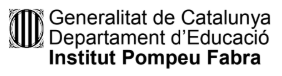 Generalitat de Catalunya
Departament d'Educació
Institut Pompeu Fabra